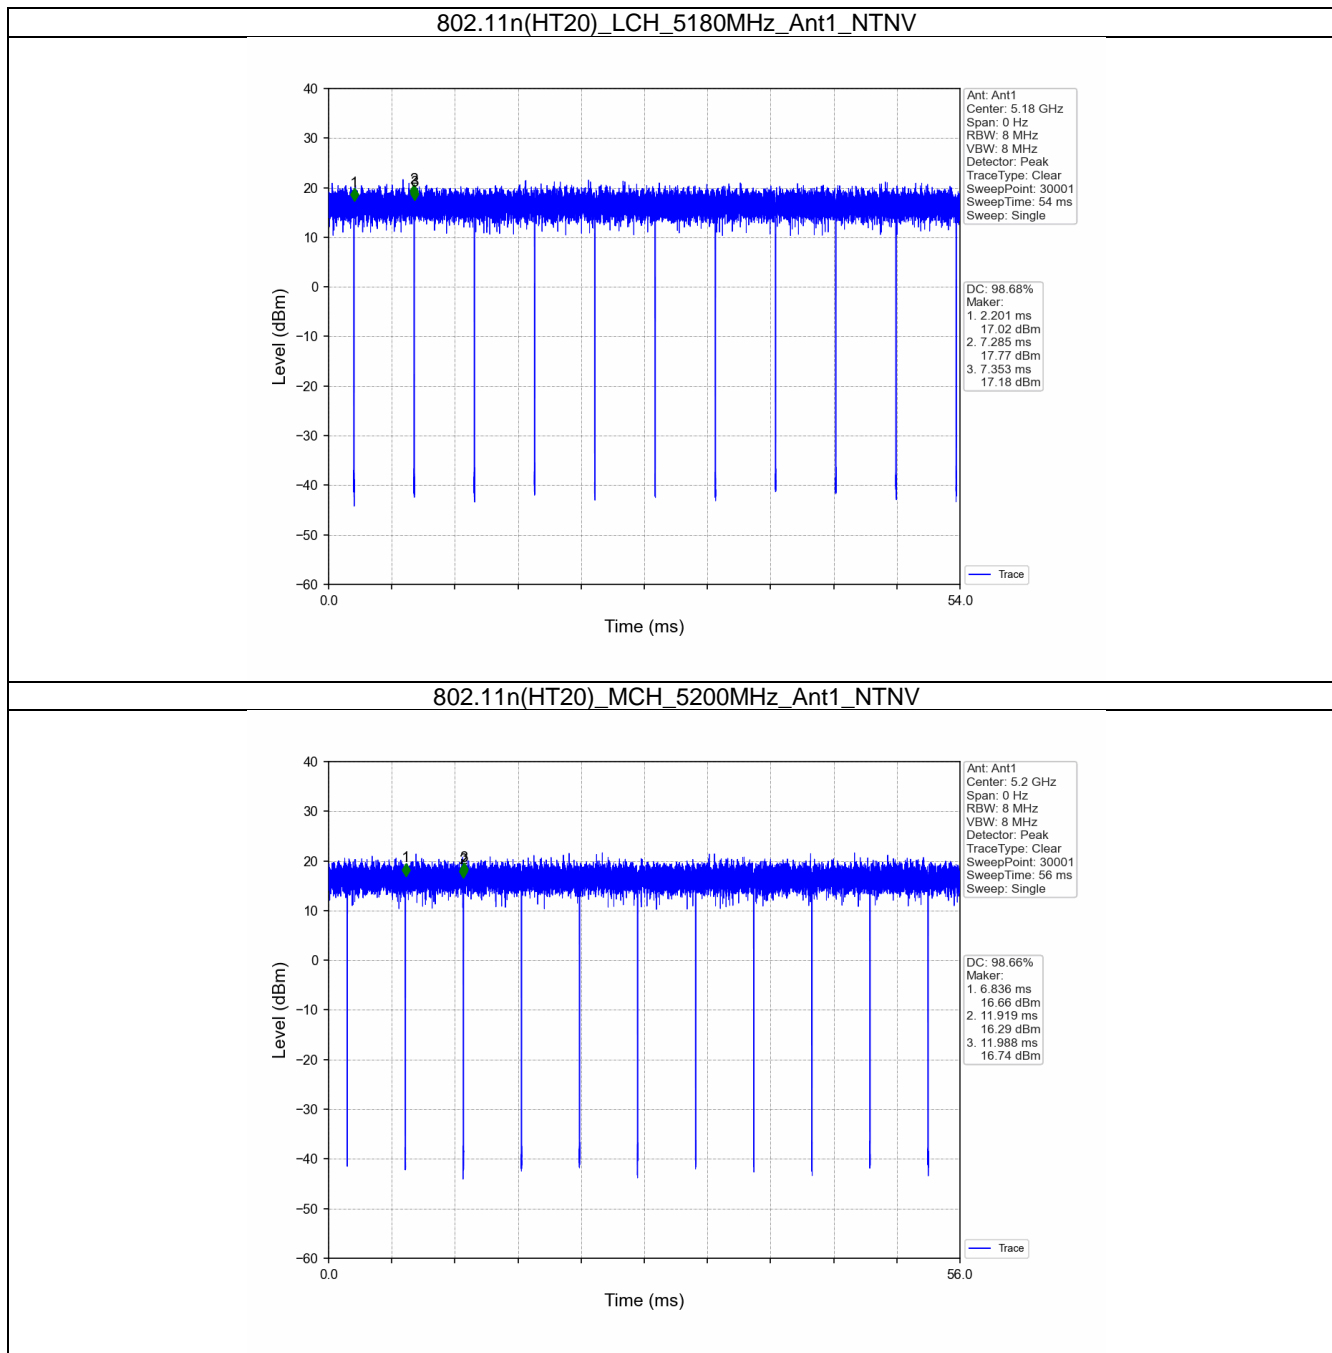 802.11n(HT20)_LCH_5180MHz_Ant1_NTNV
40
30
20
10
0
−10
−20
−30
−40
−50
−60
Level (dBm)
1
2
3
0.0
54.0
Time (ms)
Ant: Ant1
Center: 5.18 GHz
Span: 0 Hz
RBW: 8 MHz
VBW: 8 MHz
Detector: Peak
TraceType: Clear
SweepPoint: 30001
SweepTime: 54 ms
Sweep: Single
DC: 98.68%
Maker:
1. 2.201 ms
17.02 dBm
2. 7.285 ms
17.77 dBm
3. 7.353 ms
17.18 dBm
Trace
802.11n(HT20)_MCH_5200MHz_Ant1_NTNV
40
30
20
10
0
−10
−20
−30
−40
−50
−60
Level (dBm)
1
2
3
0.0
56.0
Time (ms)
Ant: Ant1
Center: 5.2 GHz
Span: 0 Hz
RBW: 8 MHz
VBW: 8 MHz
Detector: Peak
TraceType: Clear
SweepPoint: 30001
SweepTime: 56 ms
Sweep: Single
DC: 98.66%
Maker:
1. 6.836 ms
16.66 dBm
2. 11.919 ms
16.29 dBm
3. 11.988 ms
16.74 dBm
Trace